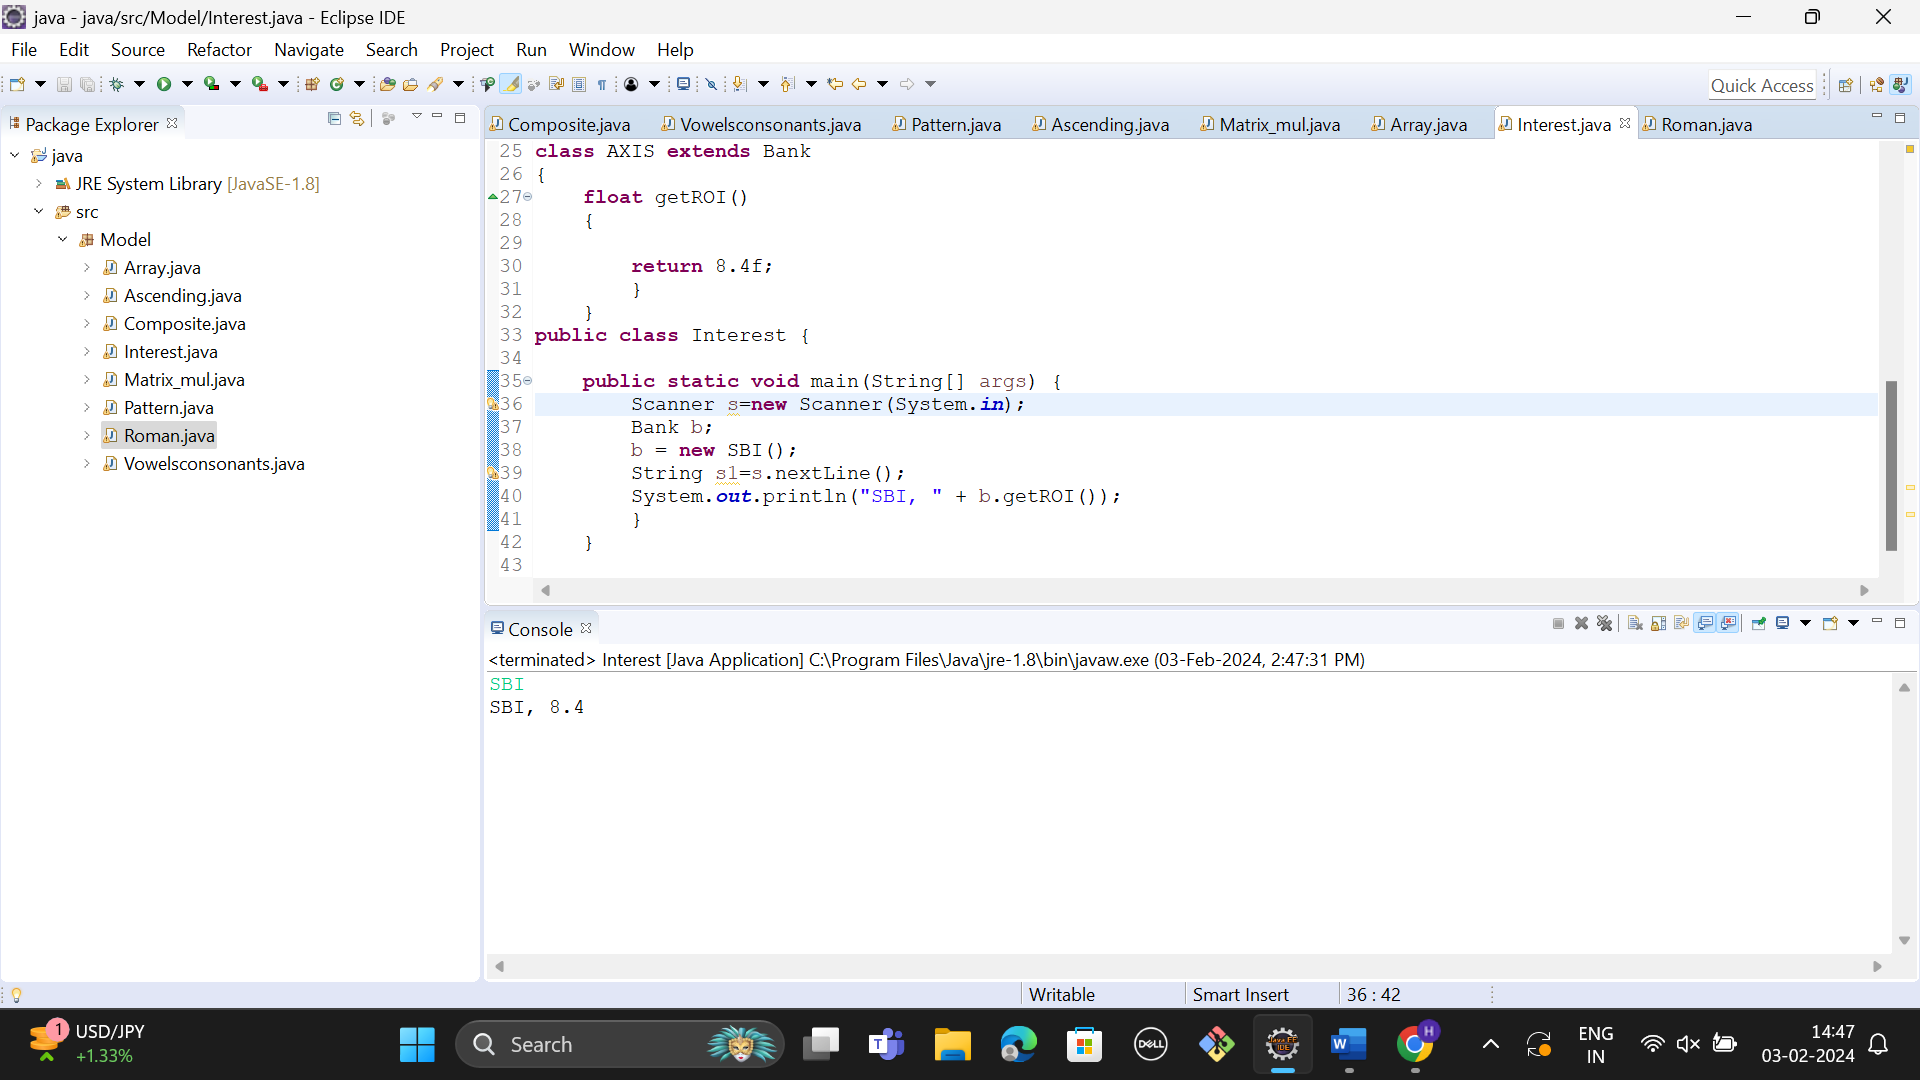 java - java/src/Model/Interest.java - Eclipse IDE
File Edit Source Refactor Navigate Search Project Run Window Help
Quick Access
Package Explorer
java
JRE System Library [JavaSE-1.8]
src
Model
Array.java
Ascending.java
Composite.java
Interest.java
Matrix_mul.java
Pattern.java
Roman.java
Vowelsconsonants.java
Composite.java Vowelsconsonants.java Pattern.java Ascending.java Matrix_mul.java Array.java Interest.java Roman.java
25 class AXIS extends Bank
26 {
27 float getROI()
28 {
29
30 return 8.4f;
31 }
32 }
33 public class Interest {
34
35 public static void main(String[] args) {
36 Scanner s=new Scanner(System.in);
37 Bank b;
38 b = new SBI();
39 String s1=s.nextLine();
40 System.out.println("SBI, " + b.getROI());
41 }
42 }
43
Console
<terminated> Interest [Java Application] C:\Program Files\Java\jre-1.8\bin\javaw.exe (03-Feb-2024, 2:47:31 PM)
SBI
SBI, 8.4
Writable Smart Insert 36 : 42
1 USD/JPY
+1.33%
Search
T
DELL
Java EE
IDE
W
H
ENG
IN
14:47
03-02-2024